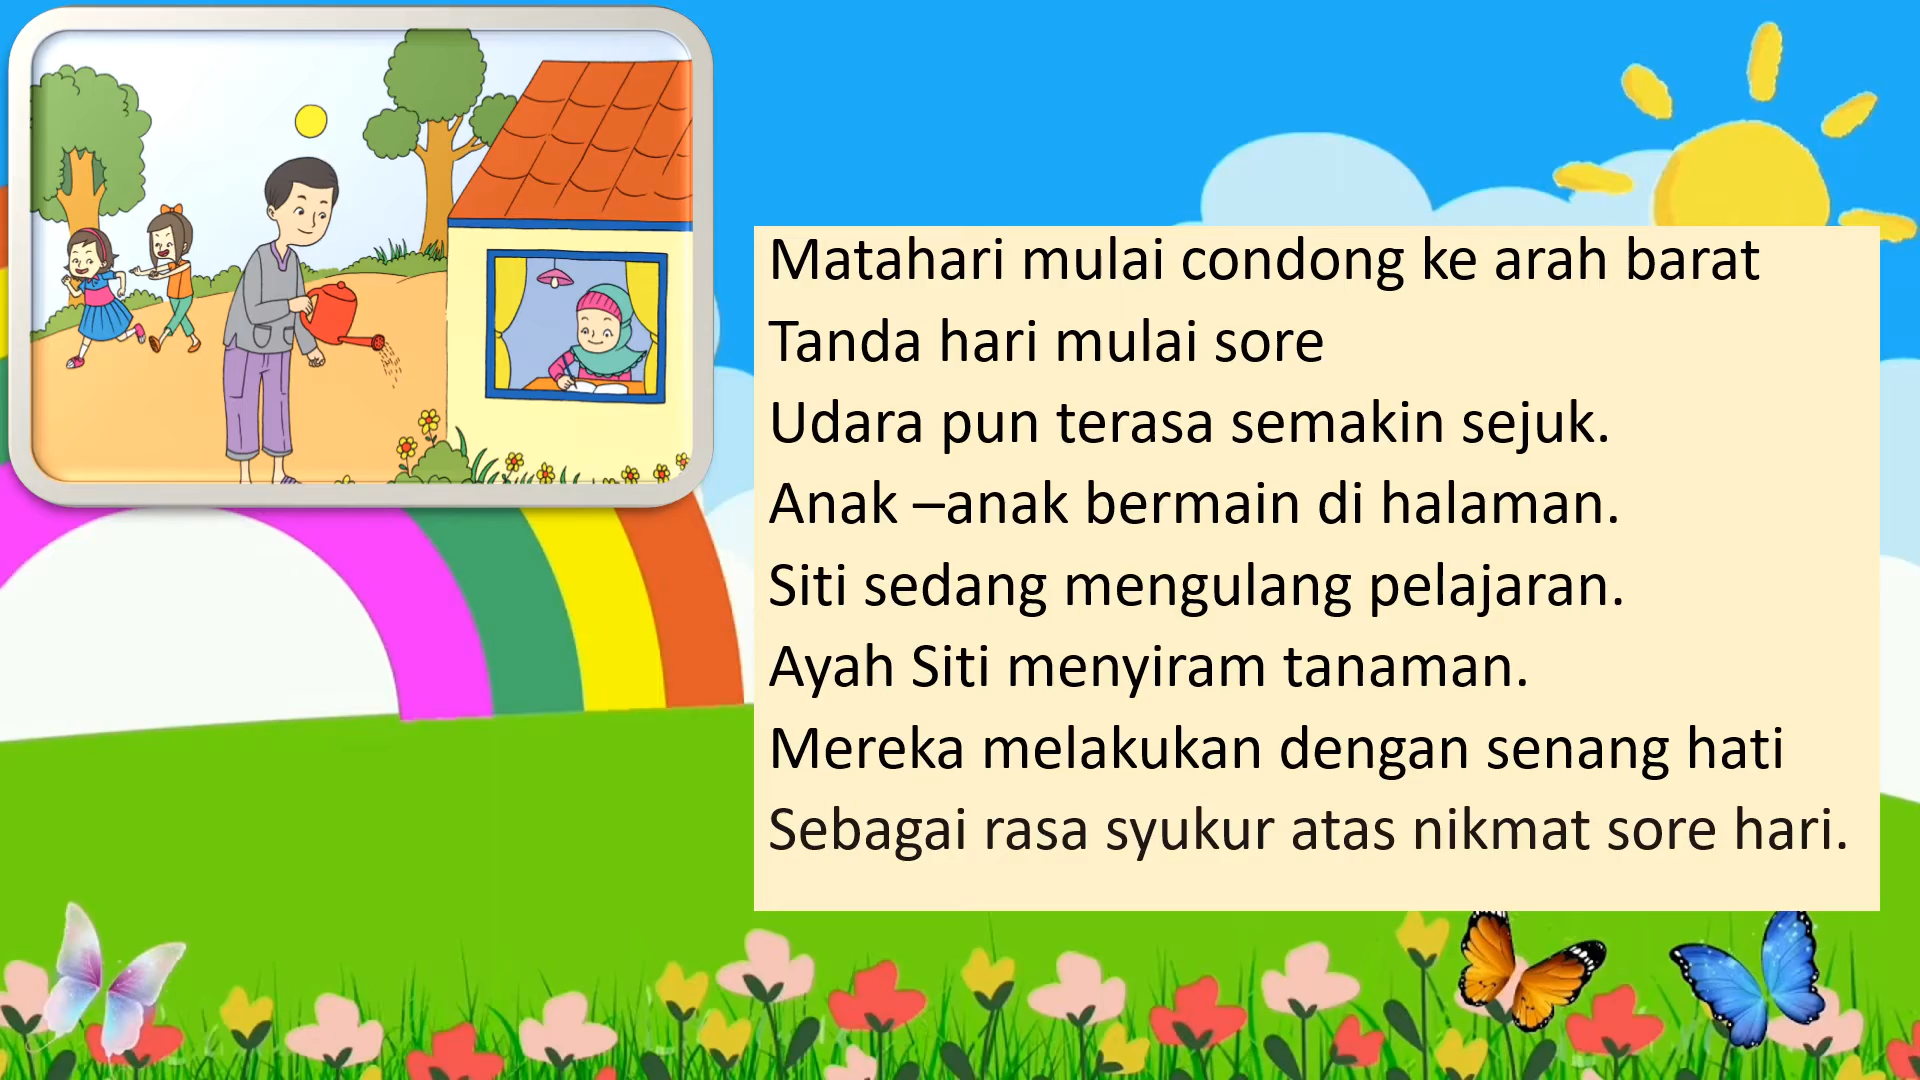 Matahari mulai condong ke arah barat
Tanda hari mulai sore
Udara pun terasa semakin sejuk.
Anak –anak bermain di halaman.
Siti sedang mengulang pelajaran.
Ayah Siti menyiram tanaman.
Mereka melakukan dengan senang hati
Sebagai rasa syukur atas nikmat sore hari.